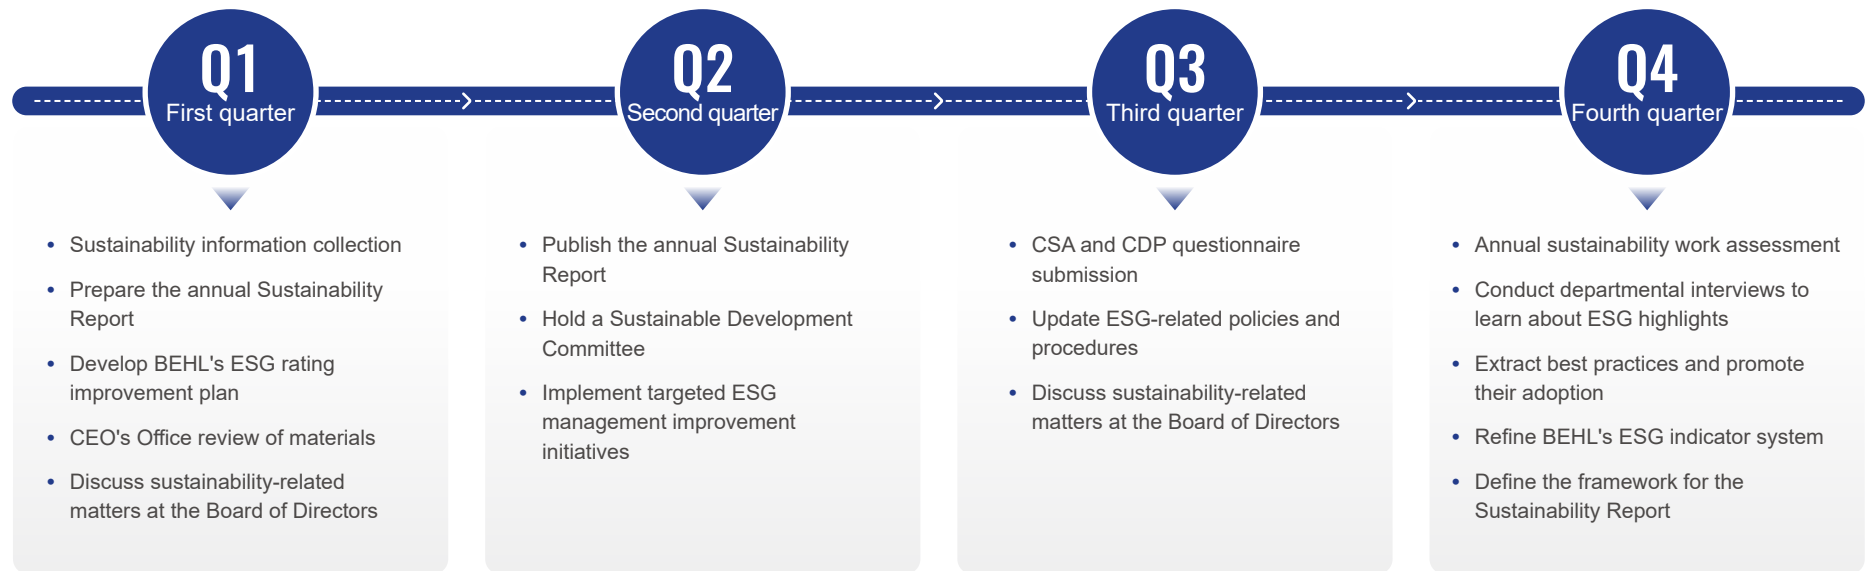 Q1
First quarter
• Sustainability information collection
• Prepare the annual Sustainability
Report
• Develop BEHL's ESG rating
improvement plan
• CEO's Office review of materials
• Discuss sustainability-related
matters at the Board of Directors
Q2
Second quarter
• Publish the annual Sustainability
Report
• Hold a Sustainable Development
Committee
• Implement targeted ESG
management improvement
initiatives
Q3
Third quarter
• CSA and CDP questionnaire
submission
• Update ESG-related policies and
procedures
• Discuss sustainability-related
matters at the Board of Directors
Q4
Fourth quarter
• Annual sustainability work assessment
• Conduct departmental interviews to
learn about ESG highlights
• Extract best practices and promote
their adoption
• Refine BEHL's ESG indicator system
• Define the framework for the
Sustainability Report